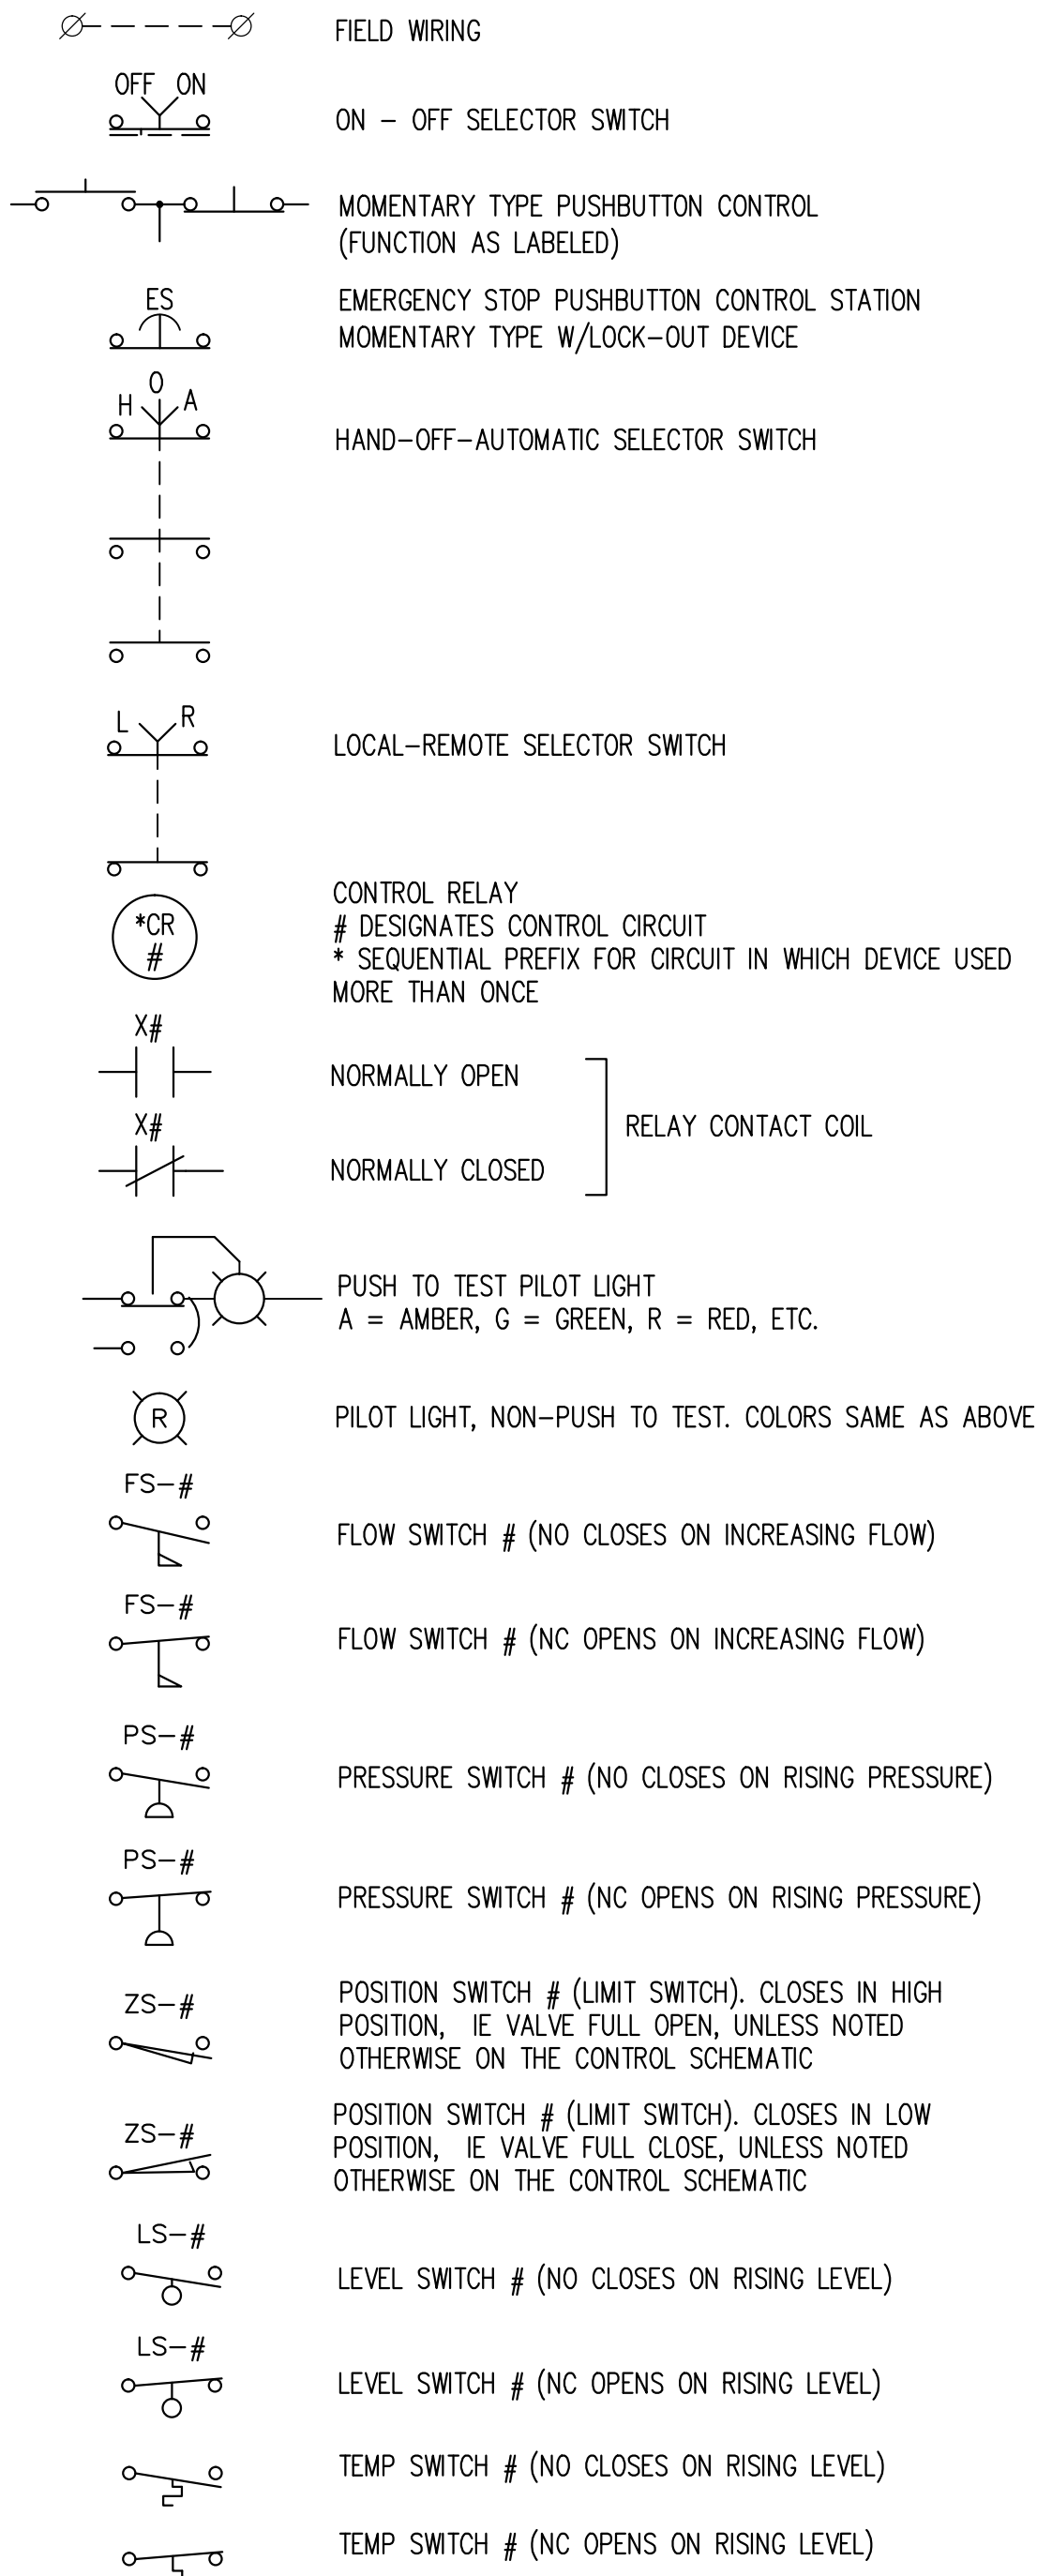 FIELD WIRING
OFF ON
ON - OFF SELECTOR SWITCH
MOMENTARY TYPE PUSHBUTTON CONTROL
(FUNCTION AS LABELED)
ES
EMERGENCY STOP PUSHBUTTON CONTROL STATION
MOMENTARY TYPE W/LOCK-OUT DEVICE
O
H A
HAND-OFF-AUTOMATIC SELECTOR SWITCH
L R
LOCAL-REMOTE SELECTOR SWITCH
*CR
#
CONTROL RELAY
# DESIGNATES CONTROL CIRCUIT
* SEQUENTIAL PREFIX FOR CIRCUIT IN WHICH DEVICE USED
MORE THAN ONCE
X#
NORMALLY OPEN
X#
NORMALLY CLOSED
RELAY CONTACT COIL
PUSH TO TEST PILOT LIGHT
A = AMBER, G = GREEN, R = RED, ETC.
R
PILOT LIGHT, NON-PUSH TO TEST. COLORS SAME AS ABOVE
FS-#
FLOW SWITCH # (NO CLOSES ON INCREASING FLOW)
FS-#
FLOW SWITCH # (NC OPENS ON INCREASING FLOW)
PS-#
PRESSURE SWITCH # (NO CLOSES ON RISING PRESSURE)
PS-#
PRESSURE SWITCH # (NC OPENS ON RISING PRESSURE)
ZS-#
POSITION SWITCH # (LIMIT SWITCH). CLOSES IN HIGH
POSITION, IE VALVE FULL OPEN, UNLESS NOTED
OTHERWISE ON THE CONTROL SCHEMATIC
ZS-#
POSITION SWITCH # (LIMIT SWITCH). CLOSES IN LOW
POSITION, IE VALVE FULL CLOSE, UNLESS NOTED
OTHERWISE ON THE CONTROL SCHEMATIC
LS-#
LEVEL SWITCH # (NO CLOSES ON RISING LEVEL)
LS-#
LEVEL SWITCH # (NC OPENS ON RISING LEVEL)
TEMP SWITCH # (NO CLOSES ON RISING LEVEL)
TEMP SWITCH # (NC OPENS ON RISING LEVEL)